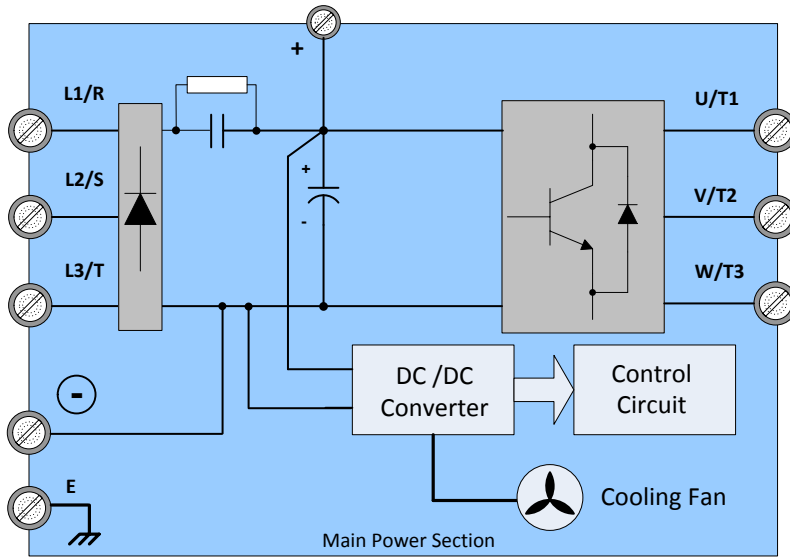 +
L1/R
U/T1
L2/S
+
-
V/T2
L3/T
W/T3
-
DC /DC
Converter
Control
Circuit
E
Cooling Fan
Main Power Section